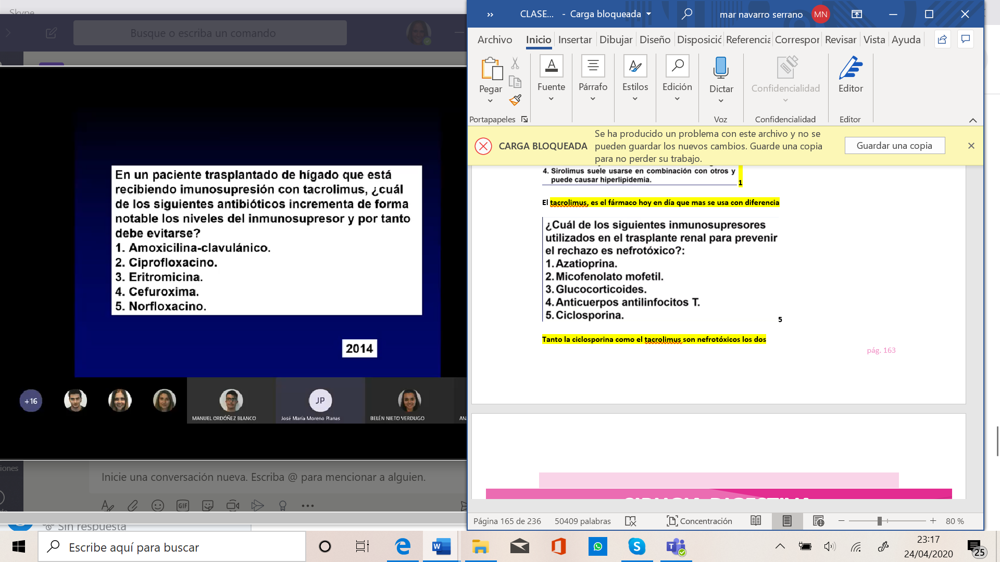 Skype
Busque o escriba un comando
En un paciente trasplantado de hígado que está
recibiendo imunosupresión con tacrolimus, ¿cuál
de los siguientes antibióticos incrementa de forma
notable los niveles del inmunosupresor y por tanto
debe evitarse?
1. Amoxicilina-clavulánico.
2. Ciprofloxacino.
3. Eritromicina.
4. Cefuroxima.
5. Norfloxacino.
2014
+16
MANUEL ORDÓÑEZ BLANCO
JP
José María Moreno Planas
BELÉN NIETO VERDUGO
AN
iones
Inicie una conversación nueva. Escriba @ para mencionar a alguien.
GIF
Sin respuesta
CLASE... - Carga bloqueada
mar navarro serrano
MN
Archivo
Inicio
Insertar
Dibujar
Diseño
Disposició
Referencia
Correspor
Revisar
Vista
Ayuda
Pegar
Portapapeles
Fuente
Párrafo
Estilos
Edición
Dictar
Voz
Confidencialidad
Confidencialidad
Editor
Editor
CARGA BLOQUEADA
Se ha producido un problema con este archivo y no se
pueden guardar los nuevos cambios. Guarde una copia
para no perder su trabajo.
Guardar una copia
4. Sirolimus suele usarse en combinación con otros y
puede causar hiperlipidemia.
1
El tacrolimus, es el fármaco hoy en día que mas se usa con diferencia
¿Cuál de los siguientes inmunosupresores
utilizados en el trasplante renal para prevenir
el rechazo es nefrotóxico?:
1. Azatioprina.
2. Micofenolato mofetil.
3. Glucocorticoides.
4. Anticuerpos antilinfocitos T.
5. Ciclosporina.
5
Tanto la ciclosporina como el tacrolimus son nefrotóxicos los dos
pág. 163
Página 165 de 236
50409 palabras
Concentración
80 %
Escribe aquí para buscar
23:17
24/04/2020
25